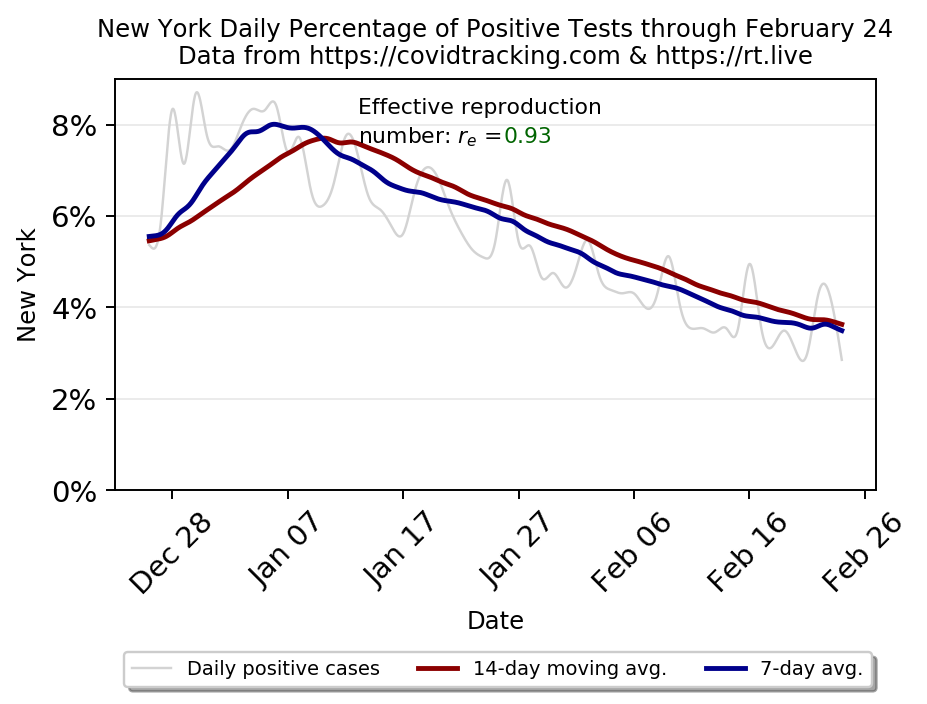 New York Daily Percentage of Positive Tests through February 24
Data from https://covidtracking.com & https://rt.live
Effective reproduction
number: rₑ =0.93
8%
6%
4%
2%
0%
New York
Dec 28
Jan 07
Jan 17
Jan 27
Feb 06
Feb 16
Feb 26
Date
Daily positive cases
14-day moving avg.
7-day avg.